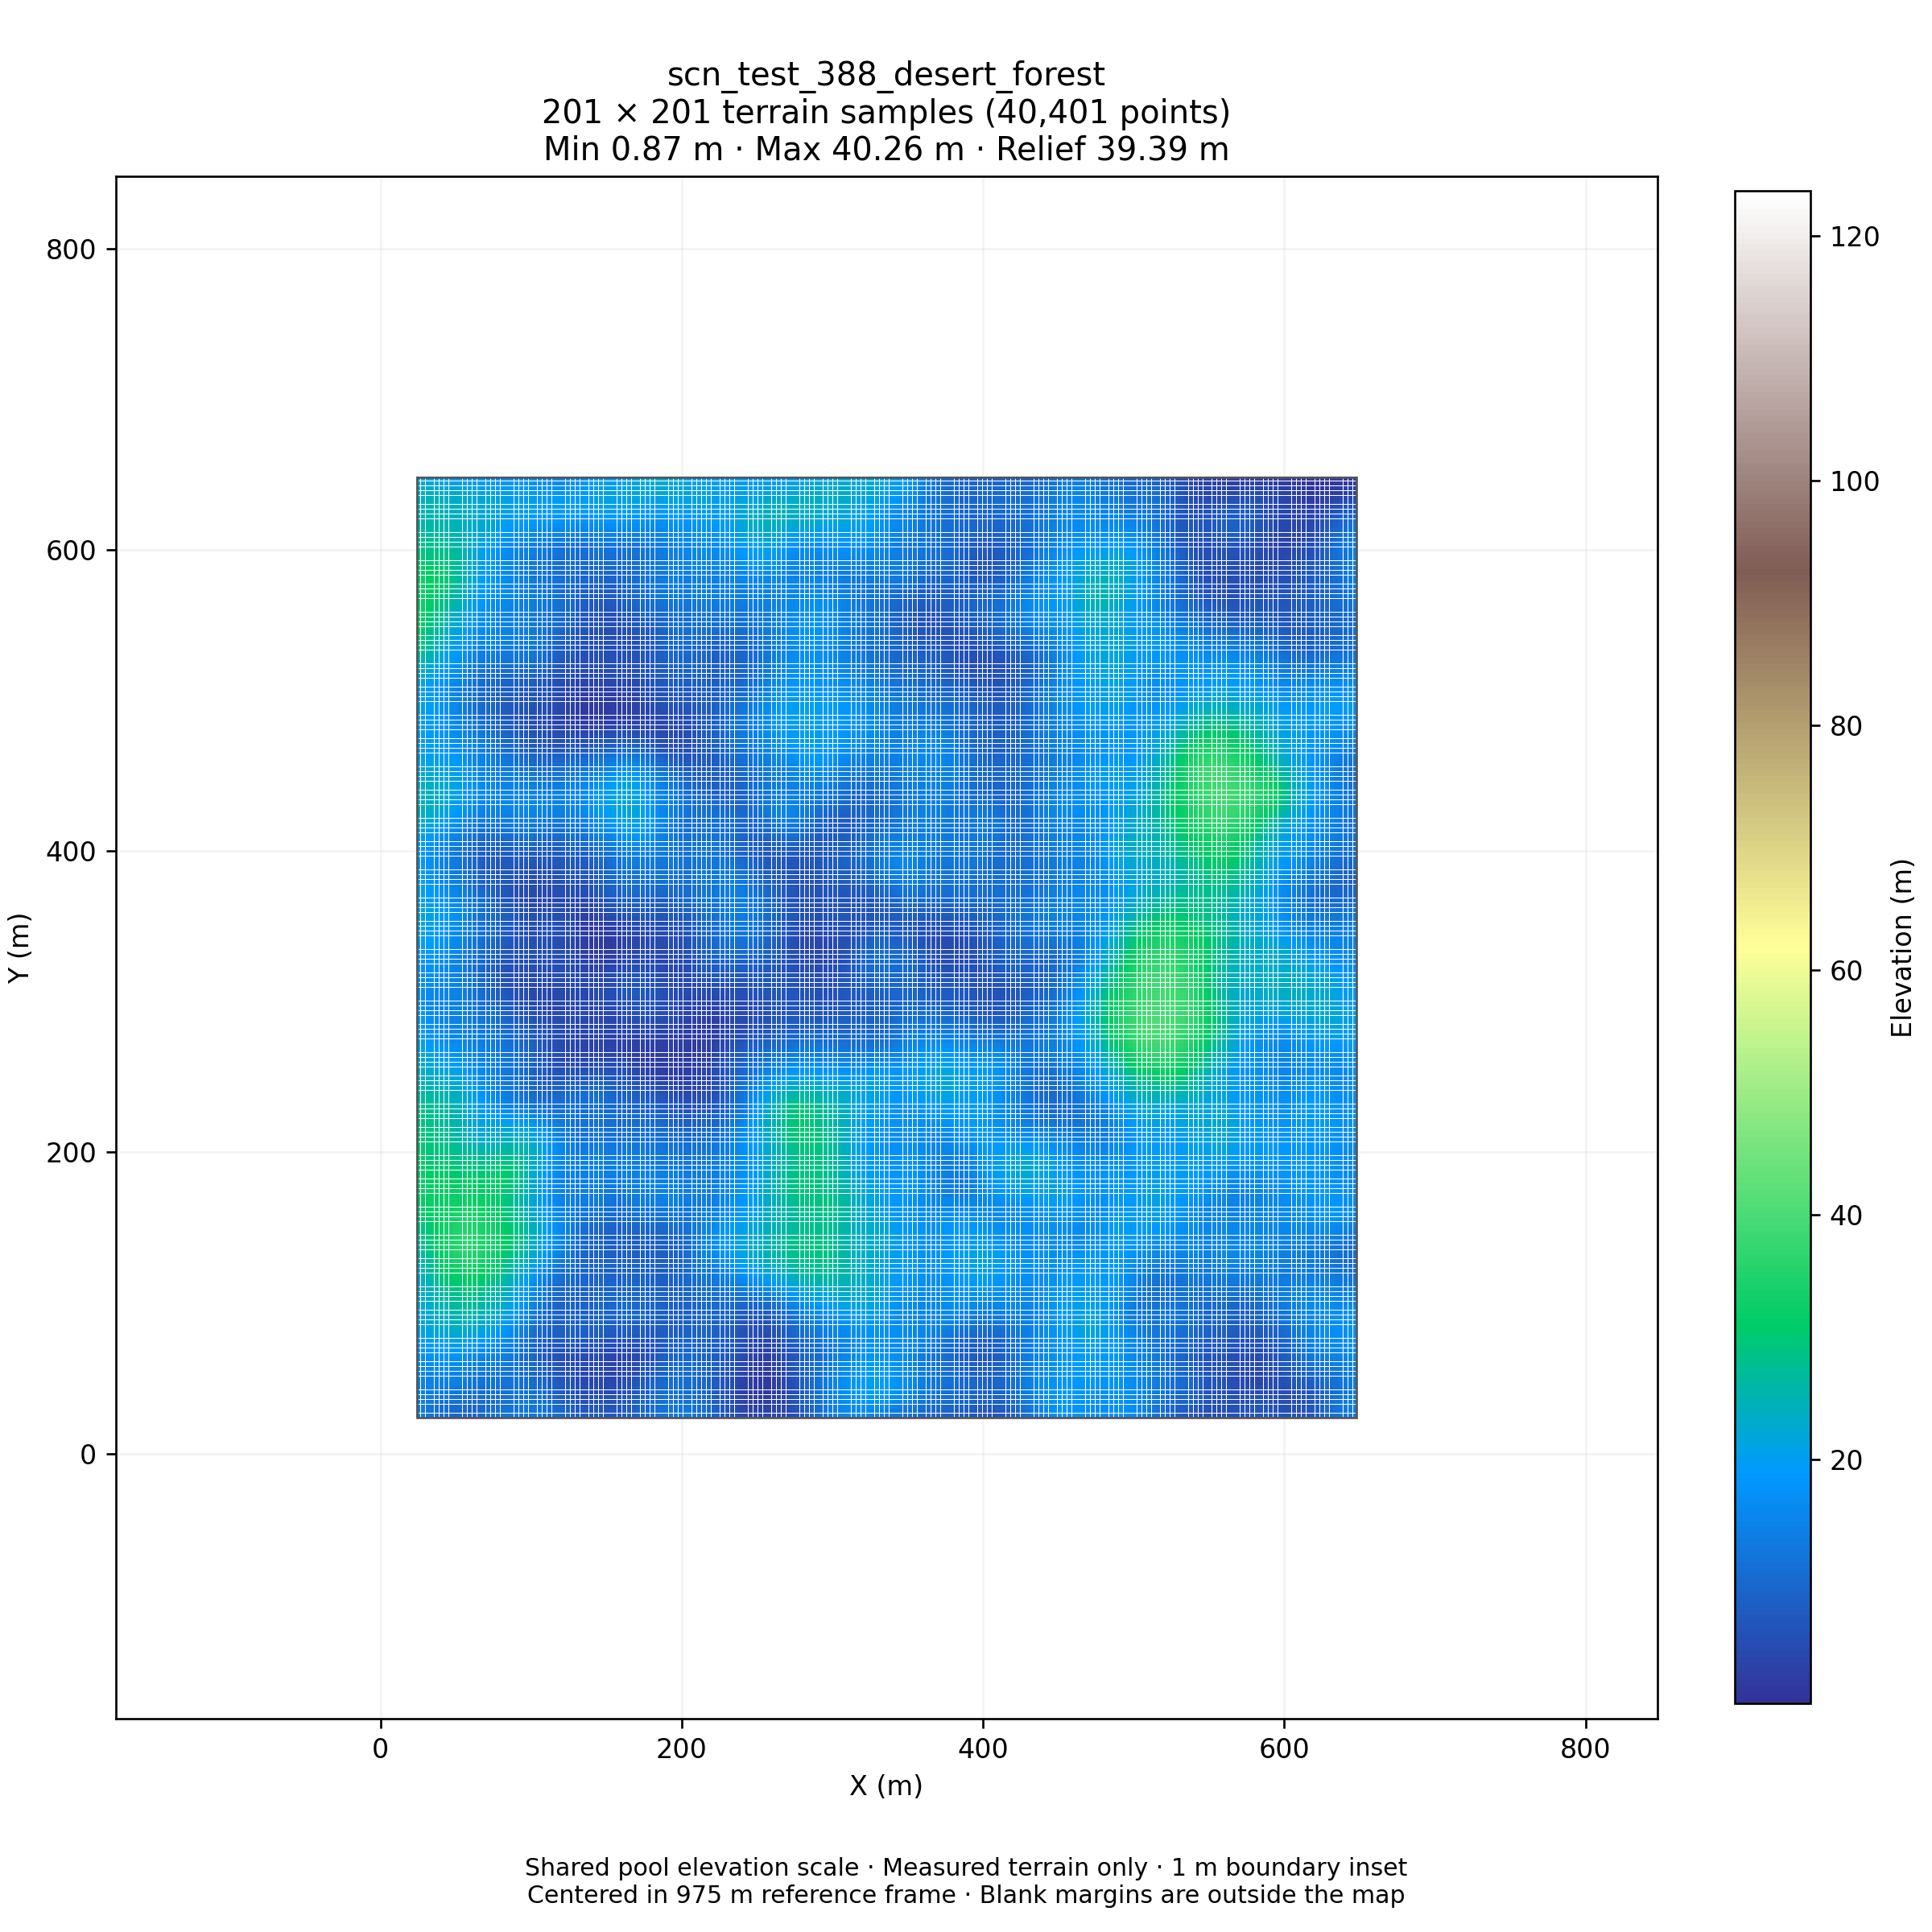 scn_test_388_desert_forest
201 × 201 terrain samples (40,401 points)
Min 0.87 m · Max 40.26 m · Relief 39.39 m
800
600
400
200
0
Y (m)
0
200
400
600
800
X (m)
120
100
80
60
40
20
Elevation (m)
Shared pool elevation scale · Measured terrain only · 1 m boundary inset
Centered in 975 m reference frame · Blank margins are outside the map